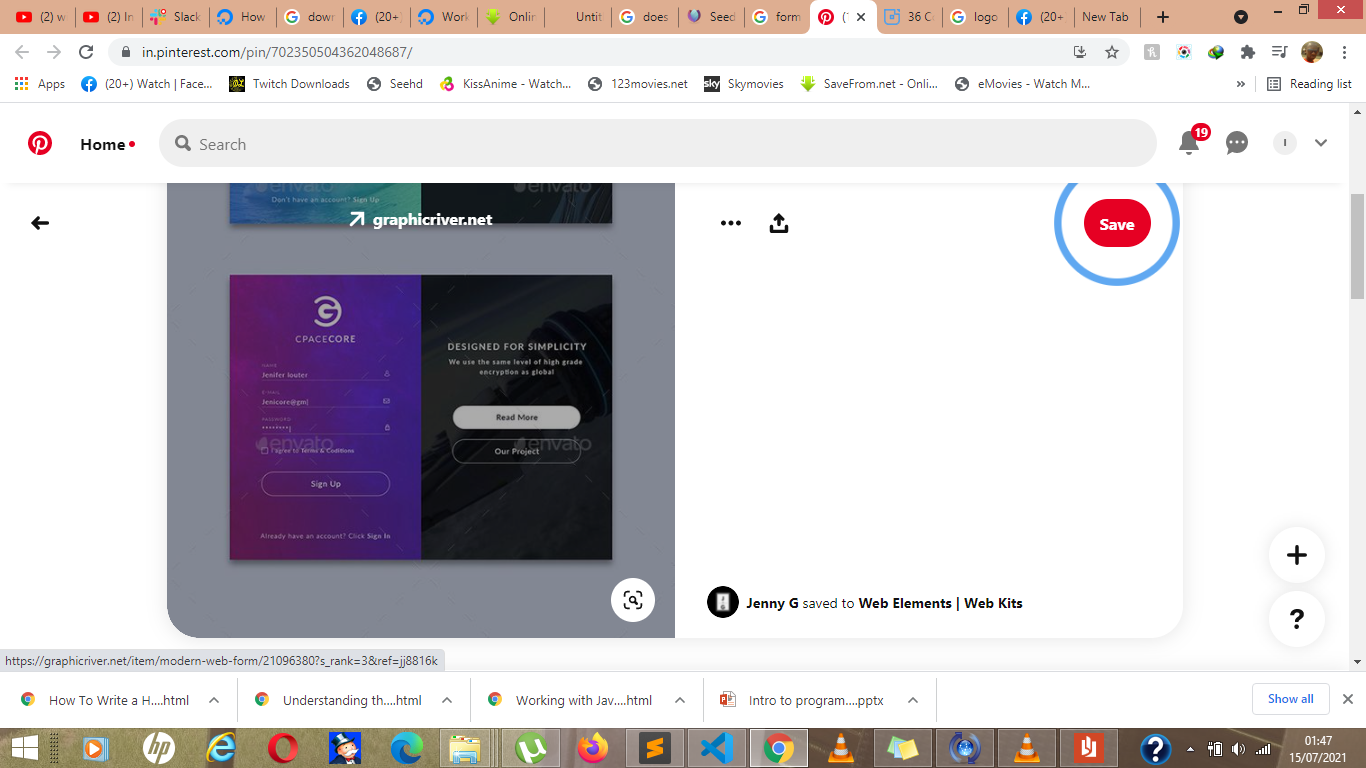 (2) w
(2) In
Slack
How
dowr
(20+)
Work
Onlin
Untit
does
Seed
form
(
36 C
logo
(20+
New Tab
in.pinterest.com/pin/702350504362048687/
Apps
(20+) Watch | Face...
Twitch Downloads
Seehd
KissAnime - Watch...
123movies.net
sky Skymovies
SaveFrom.net - Onli...
eMovies - Watch M...
»
Reading list
Home
Search
19
I
envato
envato
Don't have an account? Sign Up
graphicriver.net
Save
CPACECORE
NAME
Jenifer louter
E-MAIL
Jenicore@gm|
PASSWORD
********|
envato
I agree to Terms & Conditions
Sign Up
Already have an account? Click Sign In
DESIGNED FOR SIMPLICITY
We use the same level of high grade
encryption as global
Read More
envato
Our Project
Jenny G saved to Web Elements | Web Kits
+
?
https://graphicriver.net/item/modern-web-form/21096380?s_rank=3&ref=jj8816k
How To Write a H....html
Understanding th....html
Working with Jav....html
Intro to program....pptx
Show all
01:47
15/07/2021